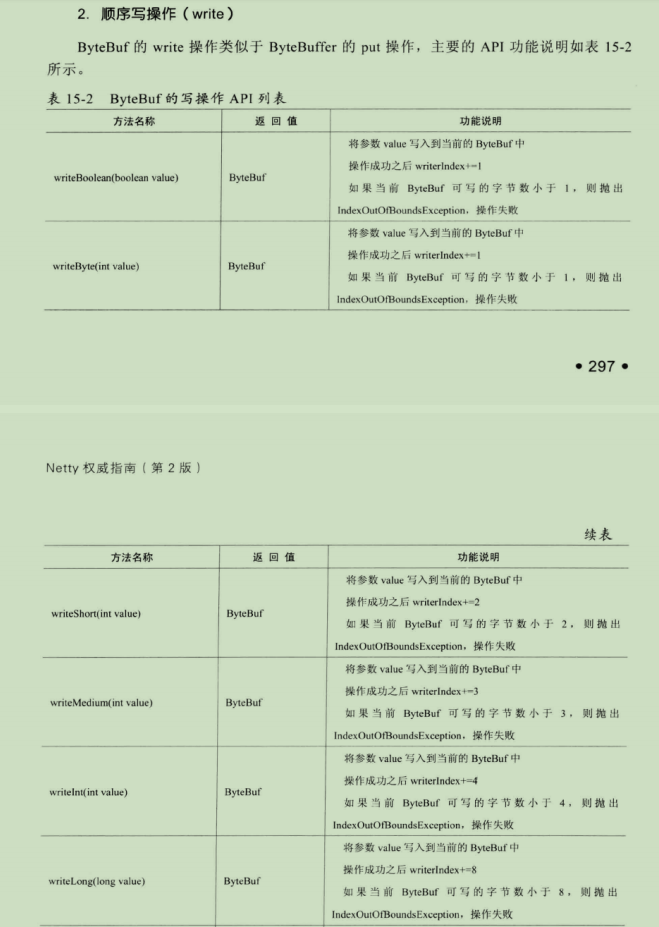 2. 顺序写操作（write）
ByteBuf 的 write 操作类似于 ByteBuffer 的 put 操作，主要的 API 功能说明如表 15-2
所示。
表 15-2 ByteBuf 的写操作 API 列表
方法名称 返 回 值 功能说明
将参数 value 写入到当前的 ByteBuf 中
操作成功之后 writerIndex+=1
writeBoolean(boolean value) ByteBuf
如果当前 ByteBuf 可写的字节数小于 1，则抛出
IndexOutOfBoundsException，操作失败
将参数 value 写入到当前的 ByteBuf 中
操作成功之后 writerIndex+=1
writeByte(int value) ByteBuf
如果当前 ByteBuf 可写的字节数小于 1，则抛出
IndexOutOfBoundsException，操作失败
• 297 •
Netty 权威指南（第 2 版）
续表
方法名称 返 回 值 功能说明
将参数 value 写入到当前的 ByteBuf 中
操作成功之后 writerIndex+=2
writeShort(int value) ByteBuf
如果当前 ByteBuf 可写的字节数小于 2，则抛出
IndexOutOfBoundsException，操作失败
将参数 value 写入到当前的 ByteBuf 中
操作成功之后 writerIndex+=3
writeMedium(int value) ByteBuf
如果当前 ByteBuf 可写的字节数小于 3，则抛出
IndexOutOfBoundsException，操作失败
将参数 value 写入到当前的 ByteBuf 中
操作成功之后 writerIndex+=4
writeInt(int value) ByteBuf
如果当前 ByteBuf 可写的字节数小于 4，则抛出
IndexOutOfBoundsException，操作失败
将参数 value 写入到当前的 ByteBuf 中
操作成功之后 writerIndex+=8
writeLong(long value) ByteBuf
如果当前 ByteBuf 可写的字节数小于 8，则抛出
IndexOutOfBoundsException，操作失败